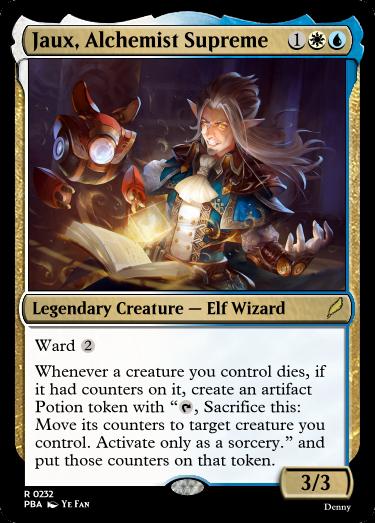 Jaux, Alchemist Supreme 1
Legendary Creature — Elf Wizard
Ward 2
Whenever a creature you control dies, if
it had counters on it, create an artifact
Potion token with “, Sacrifice this:
Move its counters to target creature you
control. Activate only as a sorcery.” and
put those counters on that token.
3/3
R 0232
PBA Ye Fan
Denny